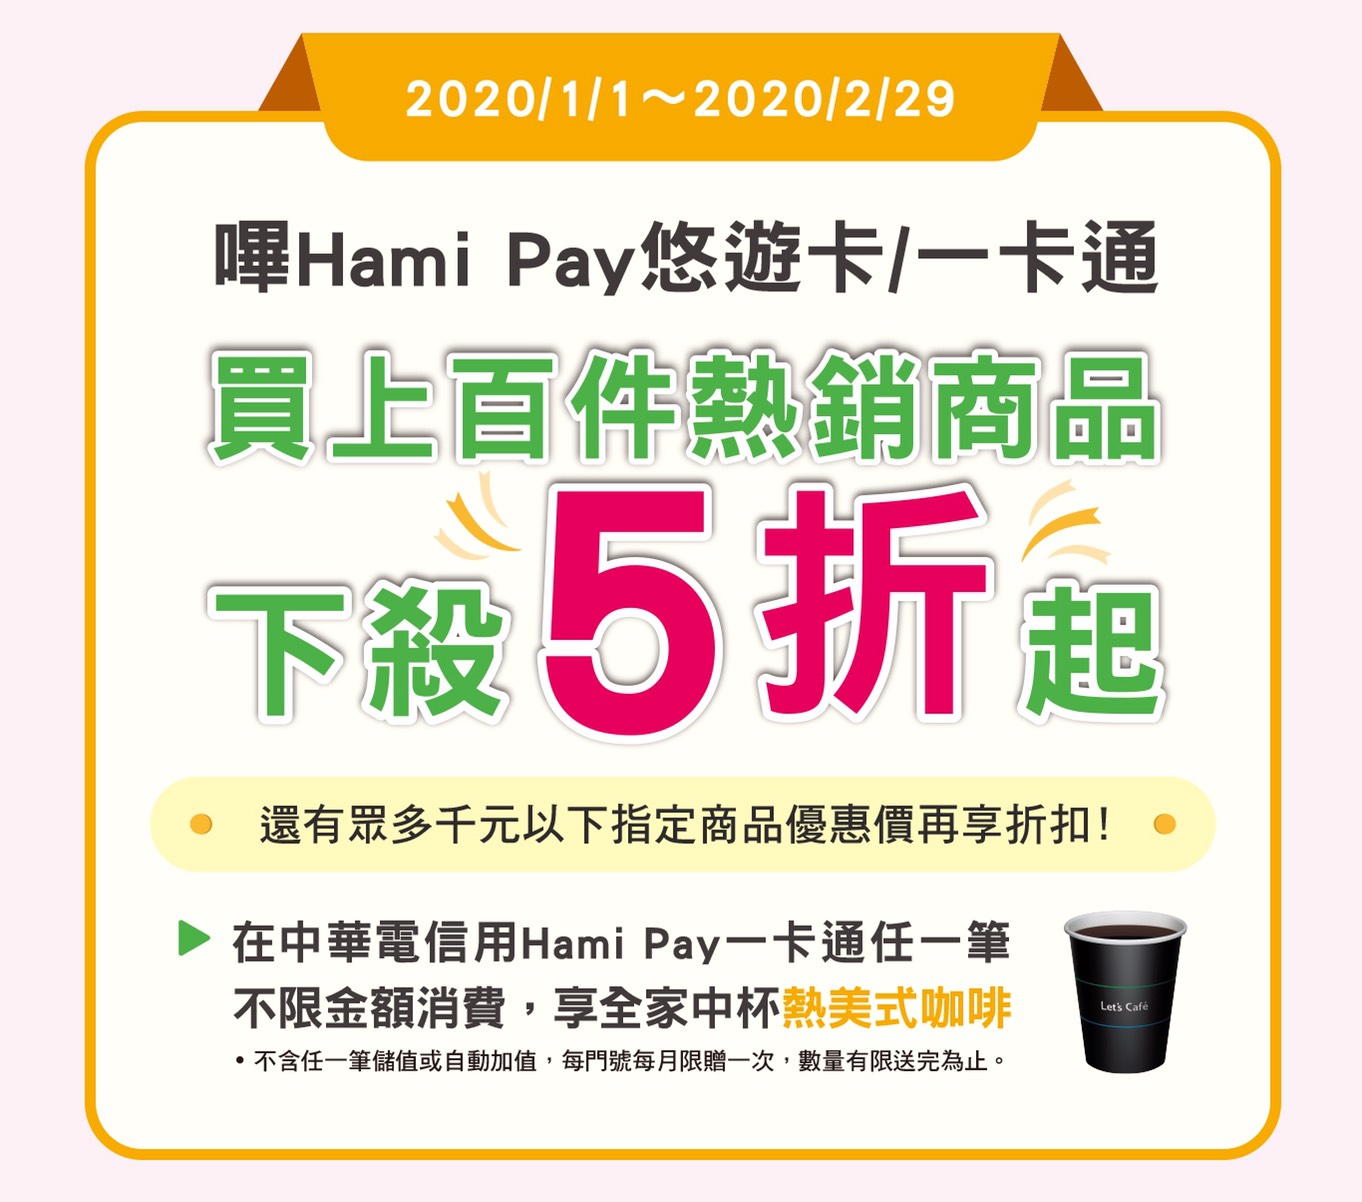 2020/1/1～2020/2/29
嗶Hami Pay悠遊卡/一卡通
買上百件熱銷商品
下殺5折起
還有眾多千元以下指定商品優惠價再享折扣！
在中華電信用Hami Pay一卡通任一筆
不限金額消費，享全家中杯熱美式咖啡
Let's Café
• 不含任一筆儲值或自動加值，每門號每月限贈一次，數量有限送完為止。